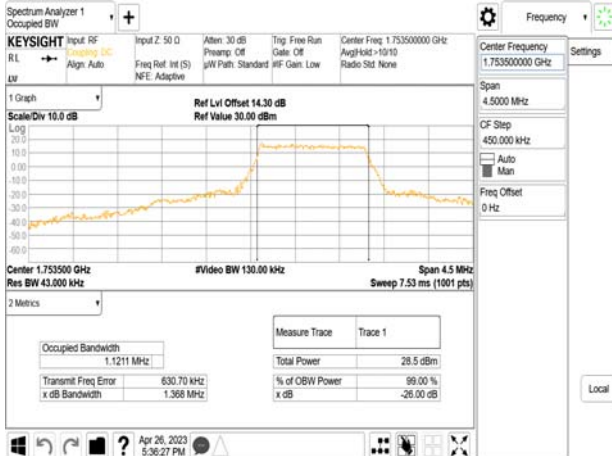 Spectrum Analyzer 1
Occupied BW
+
Frequency
KEYSIGHT
RL
Input: RF
Coupling: DC
Align: Auto
Input Z: 50 Ω
Freq Ref: Int (S)
NFE: Adaptive
Atten: 30 dB
Preamp: Off
µW Path: Standard
Trig: Free Run
Gate: Off
#IF Gain: Low
Center Freq: 1.753500000 GHz
Avg|Hold:>10/10
Radio Std: None
Center Frequency
1.753500000 GHz
Settings
Span
4.5000 MHz
CF Step
450.000 kHz
Auto
Man
Freq Offset
0 Hz
Local
1 Graph
Scale/Div 10.0 dB
Ref Lvl Offset 14.30 dB
Ref Value 30.00 dBm
Log
20.0
10.0
0.00
-10.0
-20.0
-30.0
-40.0
-50.0
-60.0
Center 1.753500 GHz
Res BW 43.000 kHz
#Video BW 130.00 kHz
Span 4.5 MHz
Sweep 7.53 ms (1001 pts)
2 Metrics
Occupied Bandwidth
1.1211 MHz
Transmit Freq Error 630.70 kHz
x dB Bandwidth 1.368 MHz
Measure Trace Trace 1
Total Power 28.5 dBm
% of OBW Power 99.00 %
x dB -26.00 dB
?
Apr 26, 2023
5:36:27 PM